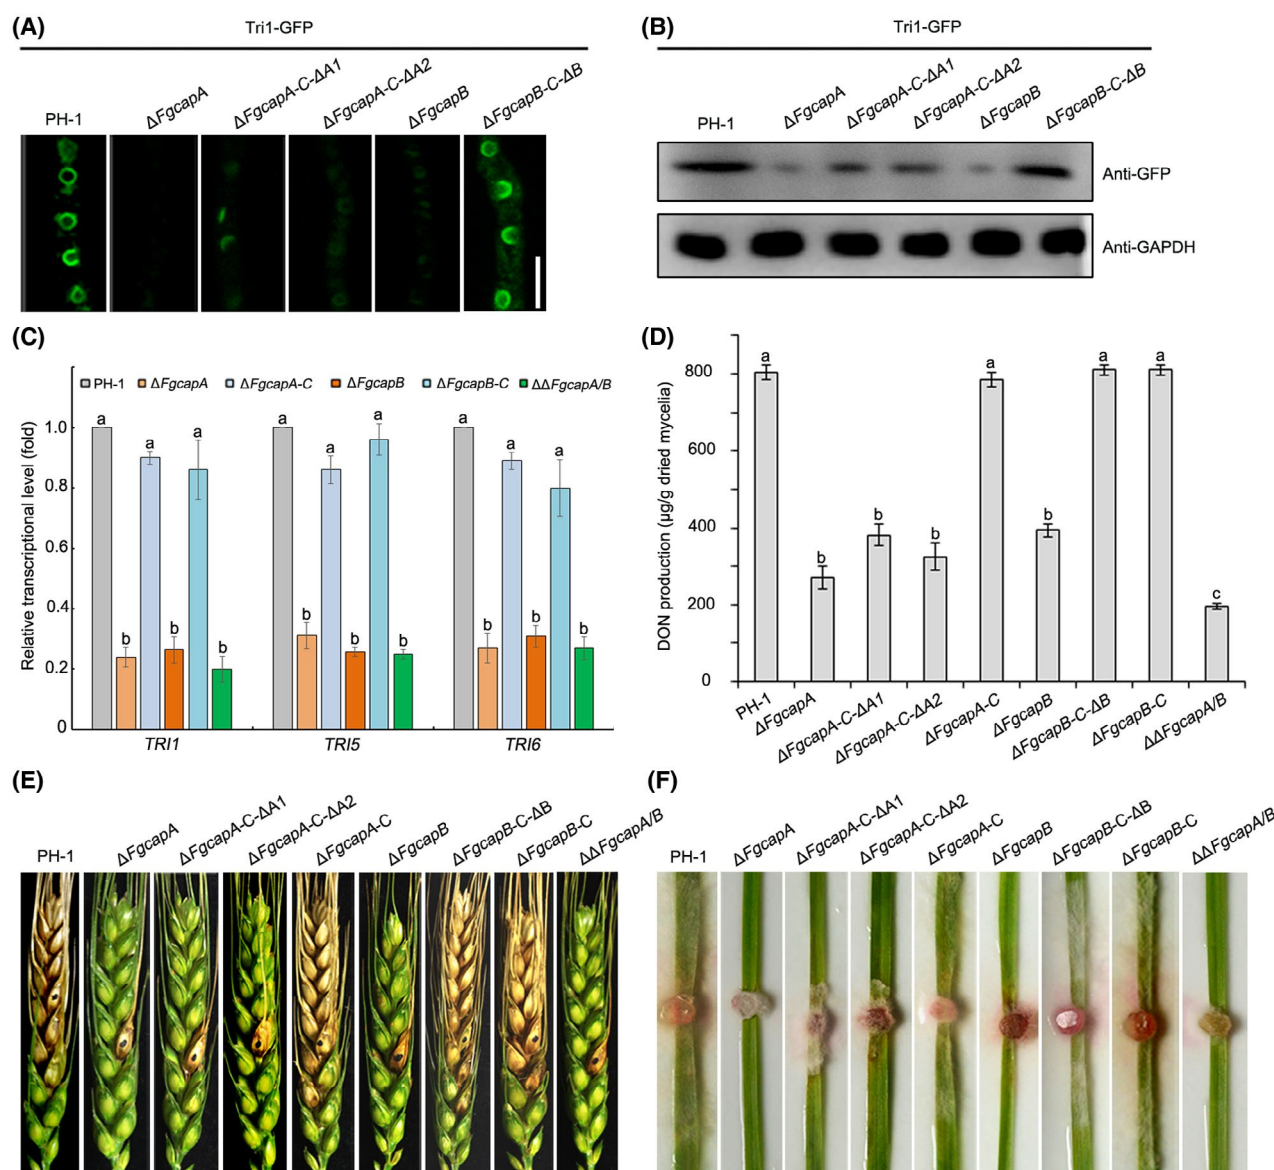 (A)
Tri1-GFP
PH-1 ΔFgcapA ΔFgcapA-C-ΔA1 ΔFgcapA-C-ΔA2 ΔFgcapB ΔFgcapB-C-ΔB
(B)
Tri1-GFP
PH-1 ΔFgcapA ΔFgcapA-C-ΔA1 ΔFgcapA-C-ΔA2 ΔFgcapB ΔFgcapB-C-ΔB
Anti-GFP
Anti-GAPDH
(C)
PH-1 ΔFgcapA ΔFgcapA-C ΔFgcapB ΔFgcapB-C ΔΔFgcapA/B
Relative transcriptional level (fold)
1.0
0.8
0.6
0.4
0.2
0
a b a b a b
a b a b a b
a b a b a b
TRI1 TRI5 TRI6
(D)
DON production (µg/g dried mycelia)
800
600
400
200
0
a b b b a b a a c
PH-1 ΔFgcapA ΔFgcapA-C-ΔA1 ΔFgcapA-C-ΔA2 ΔFgcapA-C ΔFgcapB ΔFgcapB-C-ΔB ΔFgcapB-C ΔΔFgcapA/B
(E)
PH-1 ΔFgcapA ΔFgcapA-C-ΔA1 ΔFgcapA-C-ΔA2 ΔFgcapA-C ΔFgcapB ΔFgcapB-C-ΔB ΔFgcapB-C ΔΔFgcapA/B
(F)
PH-1 ΔFgcapA ΔFgcapA-C-ΔA1 ΔFgcapA-C-ΔA2 ΔFgcapA-C ΔFgcapB ΔFgcapB-C-ΔB ΔFgcapB-C ΔΔFgcapA/B